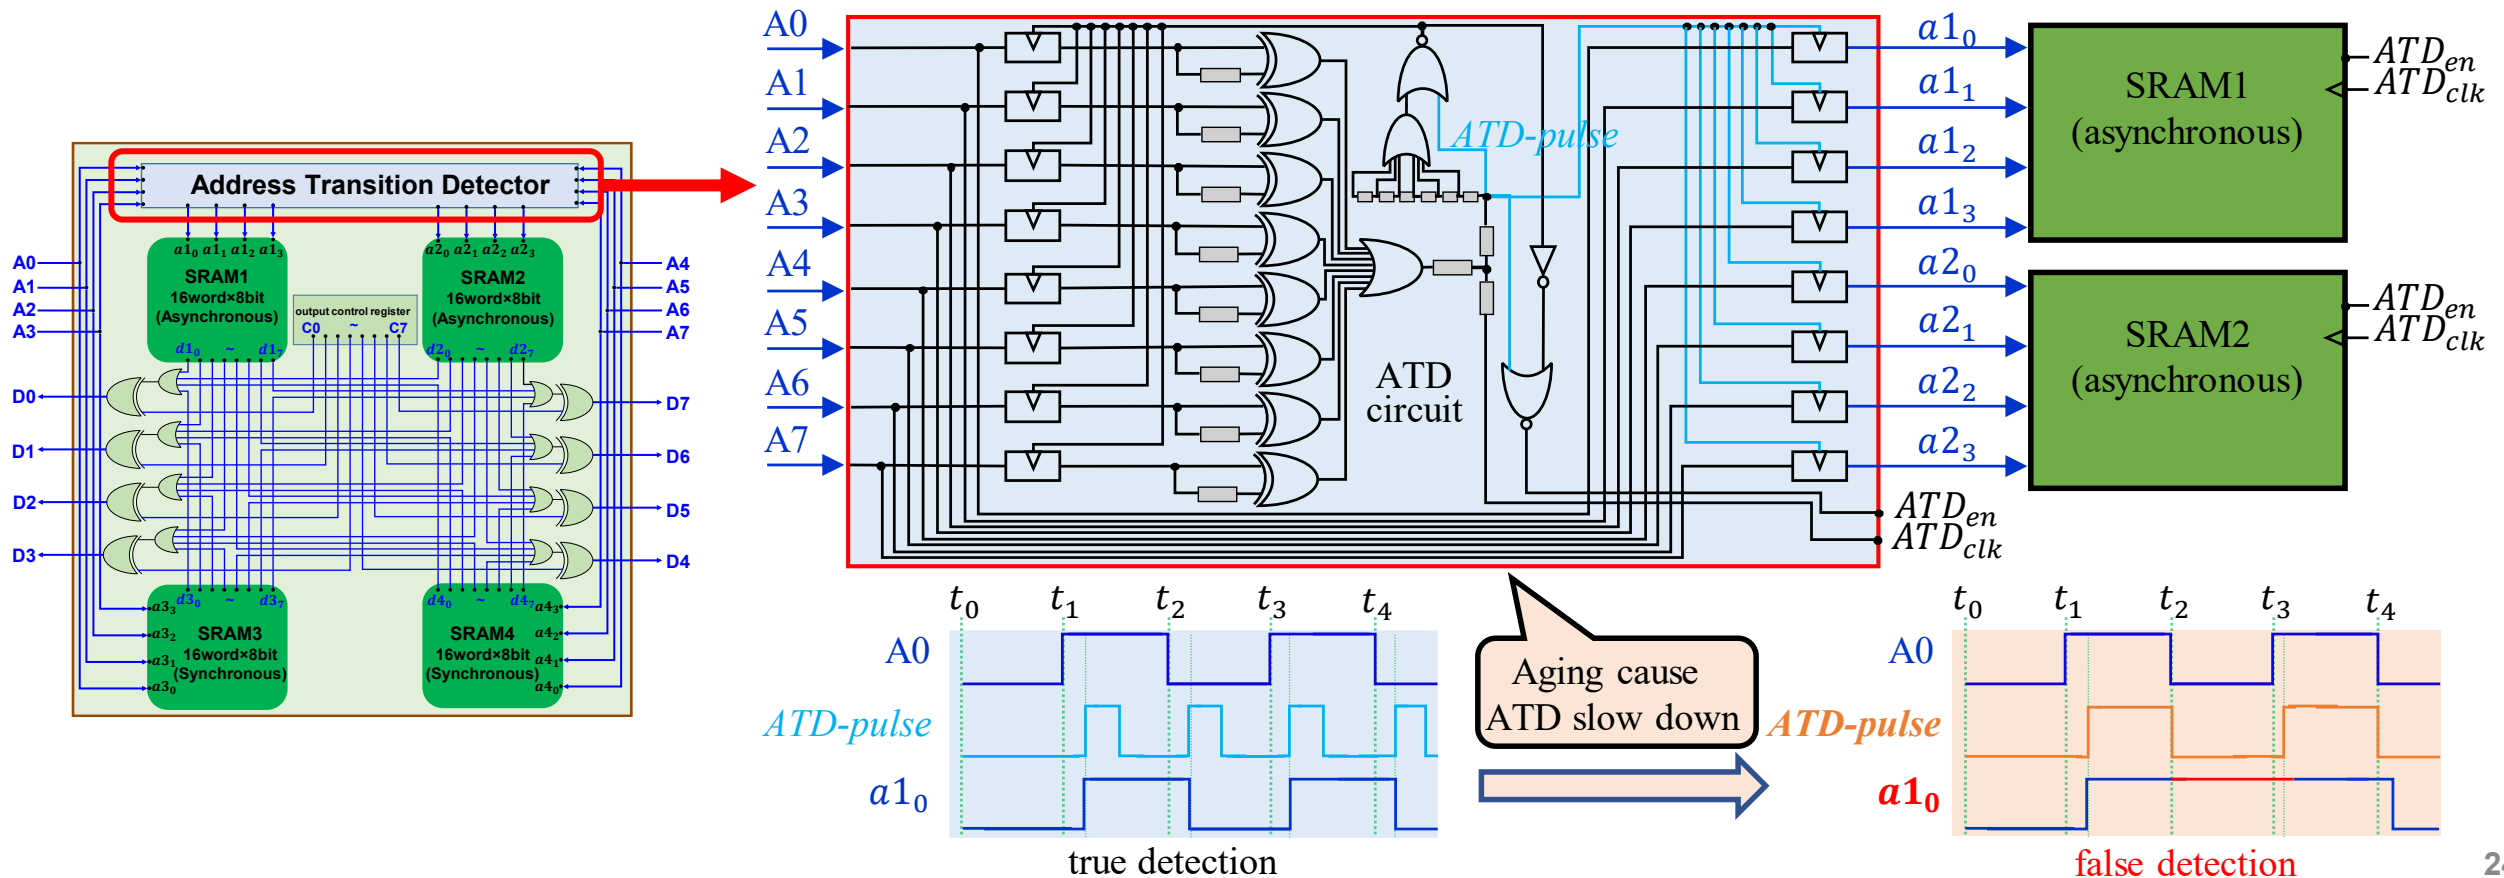 Address Transition Detector
a1₀ a1₁ a1₂ a1₃
a2₀ a2₁ a2₂ a2₃
A0
A1
A2
A3
A4
A5
A6
A7
SRAM1
16word×8bit
(Asynchronous)
SRAM2
16word×8bit
(Asynchronous)
output control register
C0 ~ C7
d1₀ ~ d1₇
d2₀ ~ d2₇
D0
D1
D2
D3
D7
D6
D5
D4
d3₀ ~ d3₇
d4₀ ~ d4₇
a3₃
a3₂
a3₁
a3₀
SRAM3
16word×8bit
(Synchronous)
SRAM4
16word×8bit
(Synchronous)
a4₃
a4₂
a4₁
a4₀
A0
A1
A2
A3
A4
A5
A6
A7
ATD-pulse
ATD
circuit
a1₀
a1₁
a1₂
a1₃
a2₀
a2₁
a2₂
a2₃
ATDen
ATDclk
SRAM1
(asynchronous)
ATDen
ATDclk
SRAM2
(asynchronous)
ATDen
ATDclk
t₀ t₁ t₂ t₃ t₄
A0
ATD-pulse
a1₀
true detection
Aging cause
ATD slow down
t₀ t₁ t₂ t₃ t₄
A0
ATD-pulse
a1₀
false detection